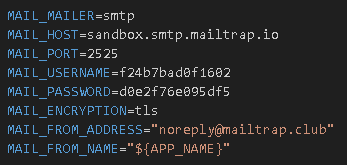 MAIL_MAILER=smtp
MAIL_HOST=sandbox.smtp.mailtrap.io
MAIL_PORT=2525
MAIL_USERNAME=f24b7bad0f1602
MAIL_PASSWORD=d0e2f76e095df5
MAIL_ENCRYPTION=tls
MAIL_FROM_ADDRESS="noreply@mailtrap.club"
MAIL_FROM_NAME="${APP_NAME}"